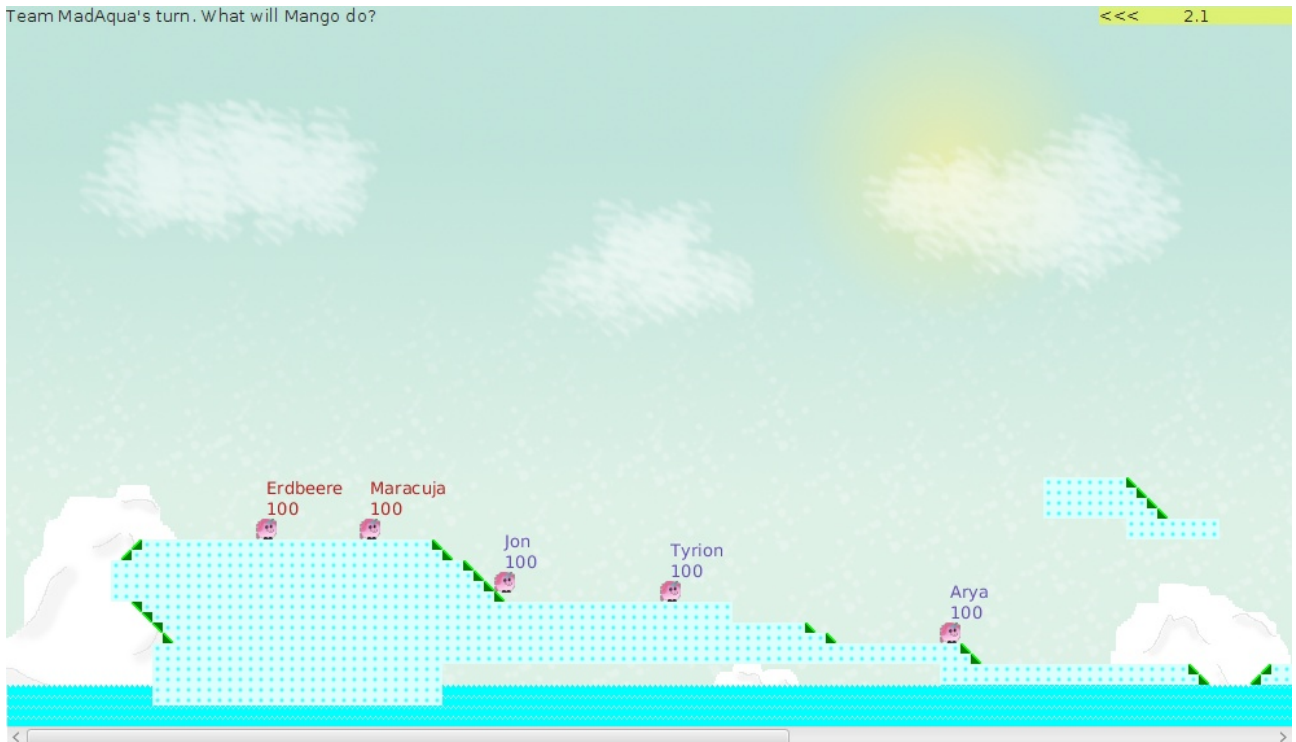 Team MadAqua's turn. What will Mango do?
<<< 2.1
Erdbeere
100
Maracuja
100
Jon
100
Tyrion
100
Arya
100